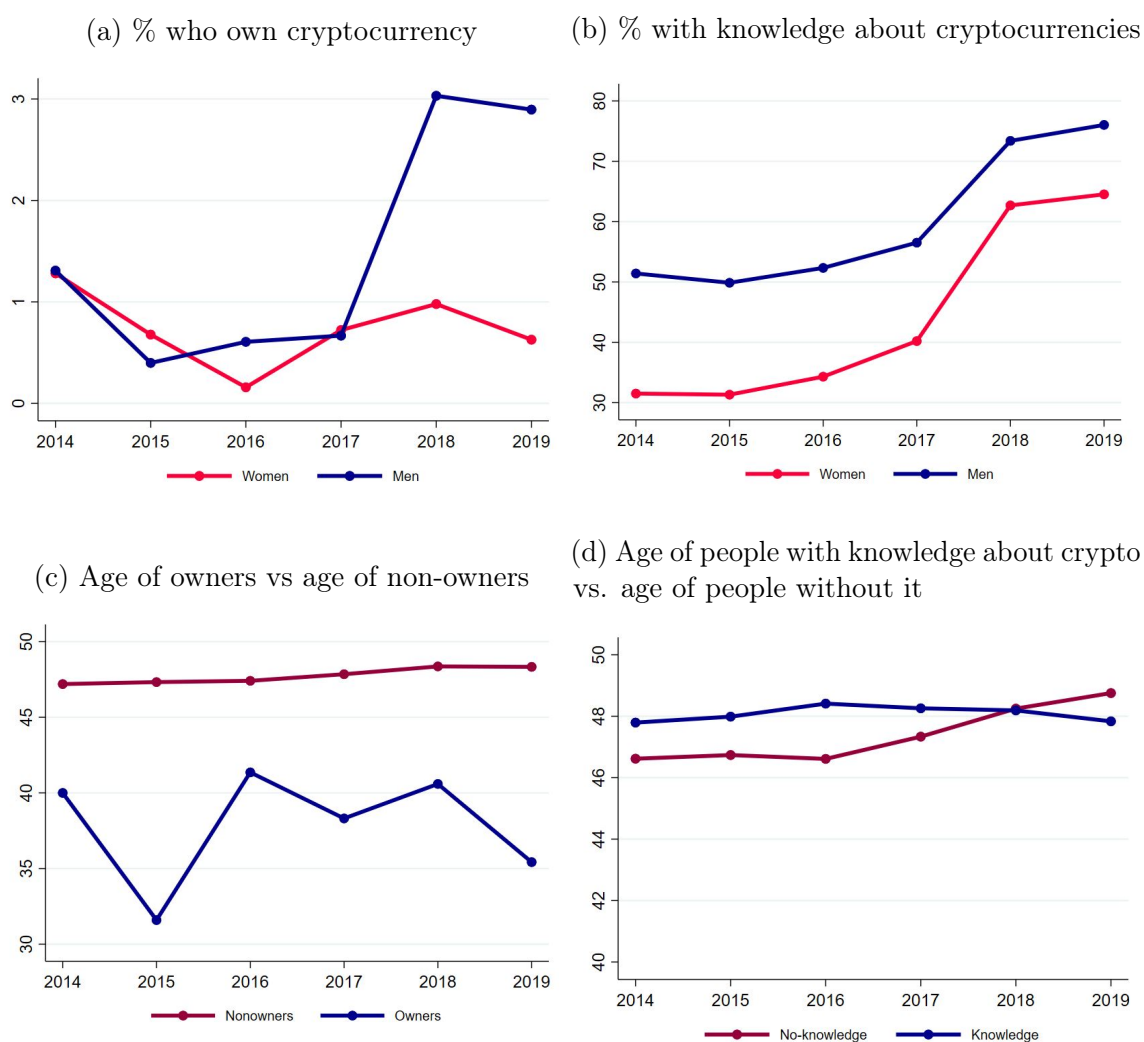 (a) % who own cryptocurrency
3
2
1
0
2014 2015 2016 2017 2018 2019
Women Men
(b) % with knowledge about cryptocurrencies
80
70
60
50
40
30
2014 2015 2016 2017 2018 2019
Women Men
(c) Age of owners vs age of non-owners
50
45
40
35
30
2014 2015 2016 2017 2018 2019
Nonowners Owners
(d) Age of people with knowledge about crypto
vs. age of people without it
50
48
46
44
42
40
2014 2015 2016 2017 2018 2019
No-knowledge Knowledge